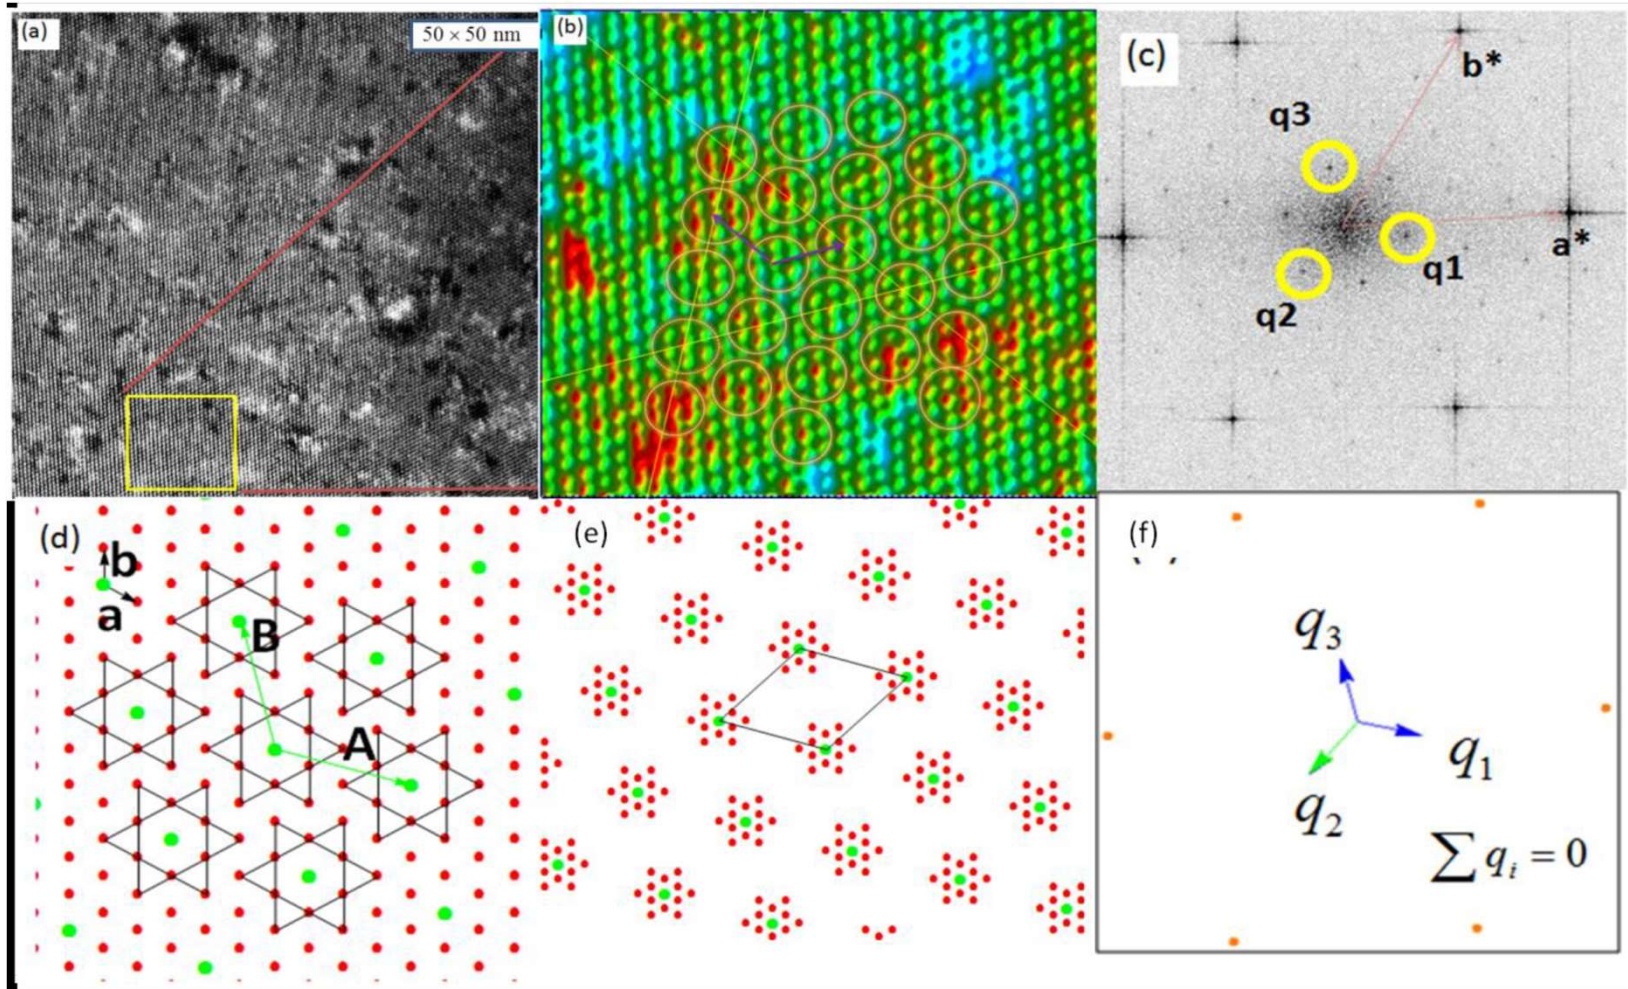 (a)
50 × 50 nm
(b)
(c)
b*
q3
a*
q1
q2
(d)
b
a
B
A
(e)
(f)
q₃
q₁
q₂
∑ qᵢ = 0